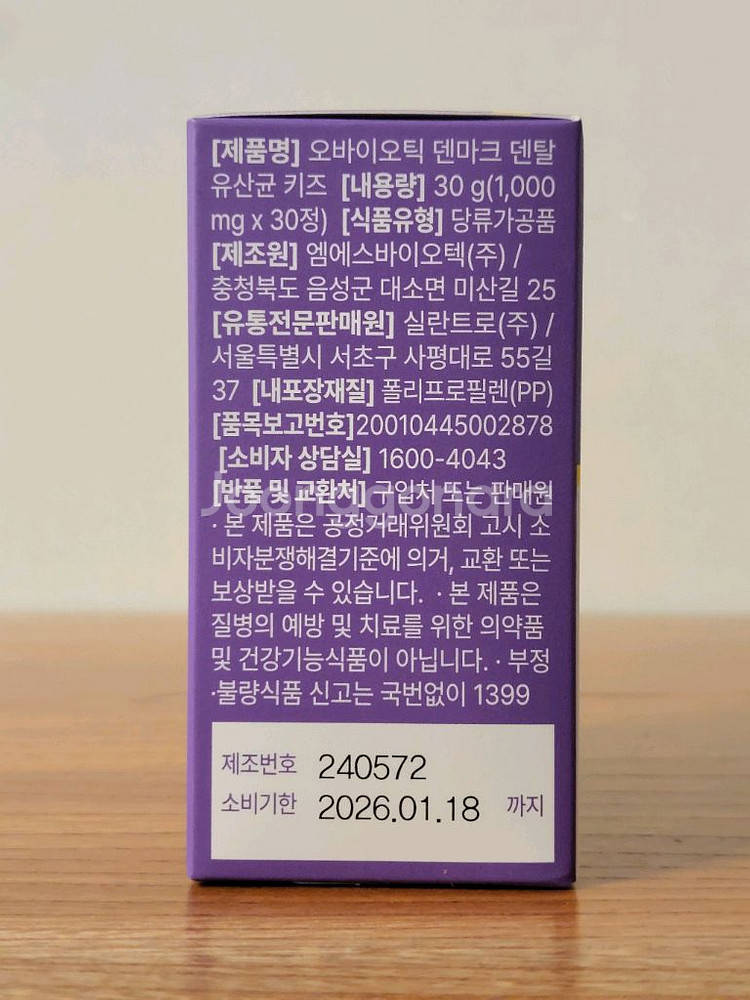 [제품명] 오바이오틱 덴마크 덴탈
유산균 키즈 [내용량] 30 g(1,000
mg x 30정) [식품유형] 당류가공품
[제조원] 엠에스바이오텍(주) /
충청북도 음성군 대소면 미산길 25
[유통전문판매원] 실란트로(주) /
서울특별시 서초구 사평대로 55길
37 [내포장재질] 폴리프로필렌(PP)
[품목보고번호]20010445002878
[소비자 상담실] 1600-4043
[반품 및 교환처] 구입처 또는 판매원
Joonggonara
· 본 제품은 공정거래위원회 고시 소
비자분쟁해결기준에 의거, 교환 또는
보상받을 수 있습니다. · 본 제품은
질병의 예방 및 치료를 위한 의약품
및 건강기능식품이 아닙니다. · 부정
·불량식품 신고는 국번없이 1399
제조번호 240572
소비기한 2026.01.18 까지